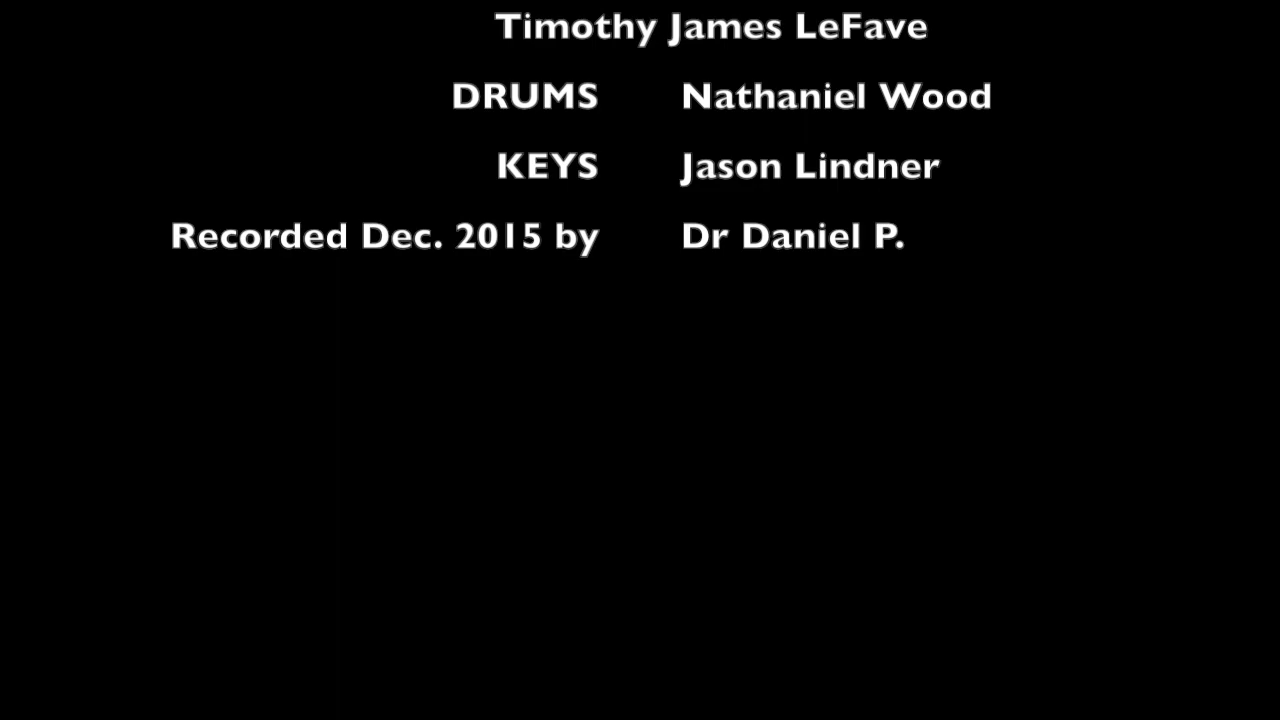 Timothy James LeFave
DRUMS Nathaniel Wood
KEYS Jason Lindner
Recorded Dec. 2015 by Dr Daniel P.